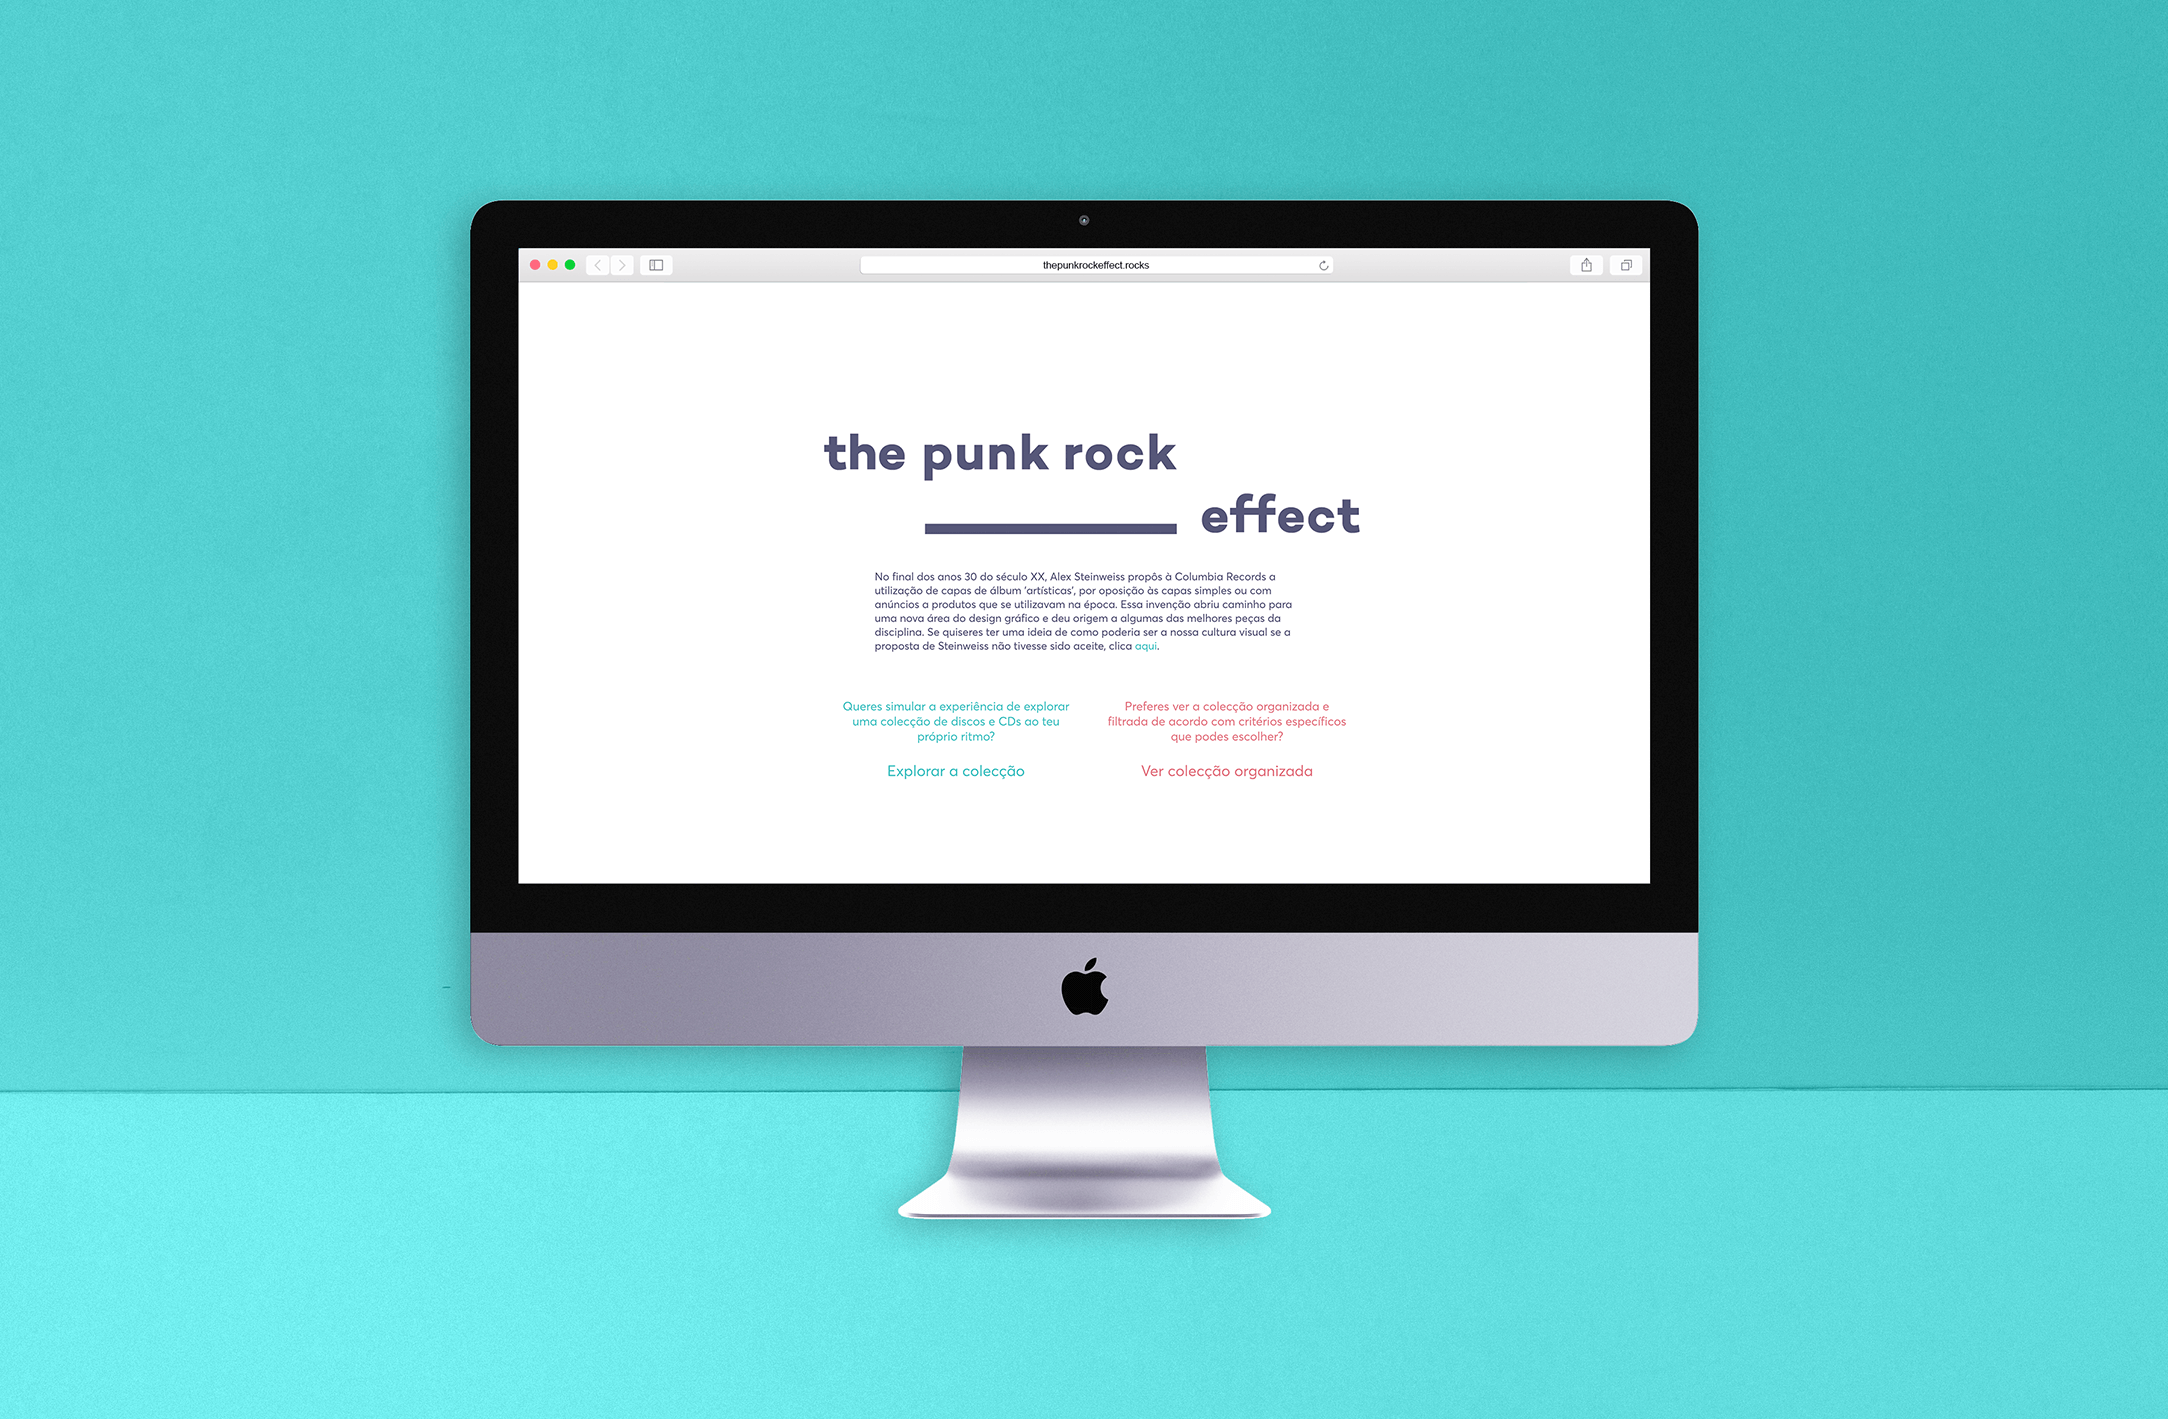 thepunkrockeffect.rocks
the punk rock
effect
No final dos anos 30 do século XX, Alex Steinweiss propôs à Columbia Records a
utilização de capas de álbum 'artísticas', por oposição às capas simples ou com
anúncios a produtos que se utilizavam na época. Essa invenção abriu caminho para
uma nova área do design gráfico e deu origem a algumas das melhores peças da
disciplina. Se quiseres ter uma ideia de como poderia ser a nossa cultura visual se a
proposta de Steinweiss não tivesse sido aceite, clica aqui.
Queres simular a experiência de explorar
uma colecção de discos e CDs ao teu
próprio ritmo?
Explorar a colecção
Preferes ver a colecção organizada e
filtrada de acordo com critérios específicos
que podes escolher?
Ver colecção organizada